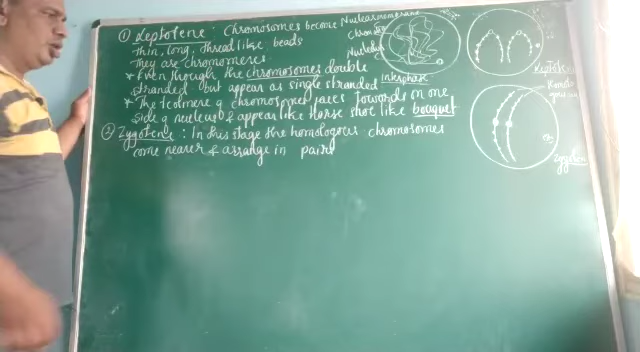 ① Leptotene : Chromosomes become
thin, long, thread like beads
They are chromomeres
* Even though the chromosomes double
stranded but appear as single stranded
* The teolmere of chromosomes faces towards on one
side of nucleus & appear like Horse shoe like bouquet
② Zygotene : In this stage the homologous chromosomes
come nearer & arrange in pairs
Nuclear membrane
Nucleolus
Interphase
Leptotene
Zygotene